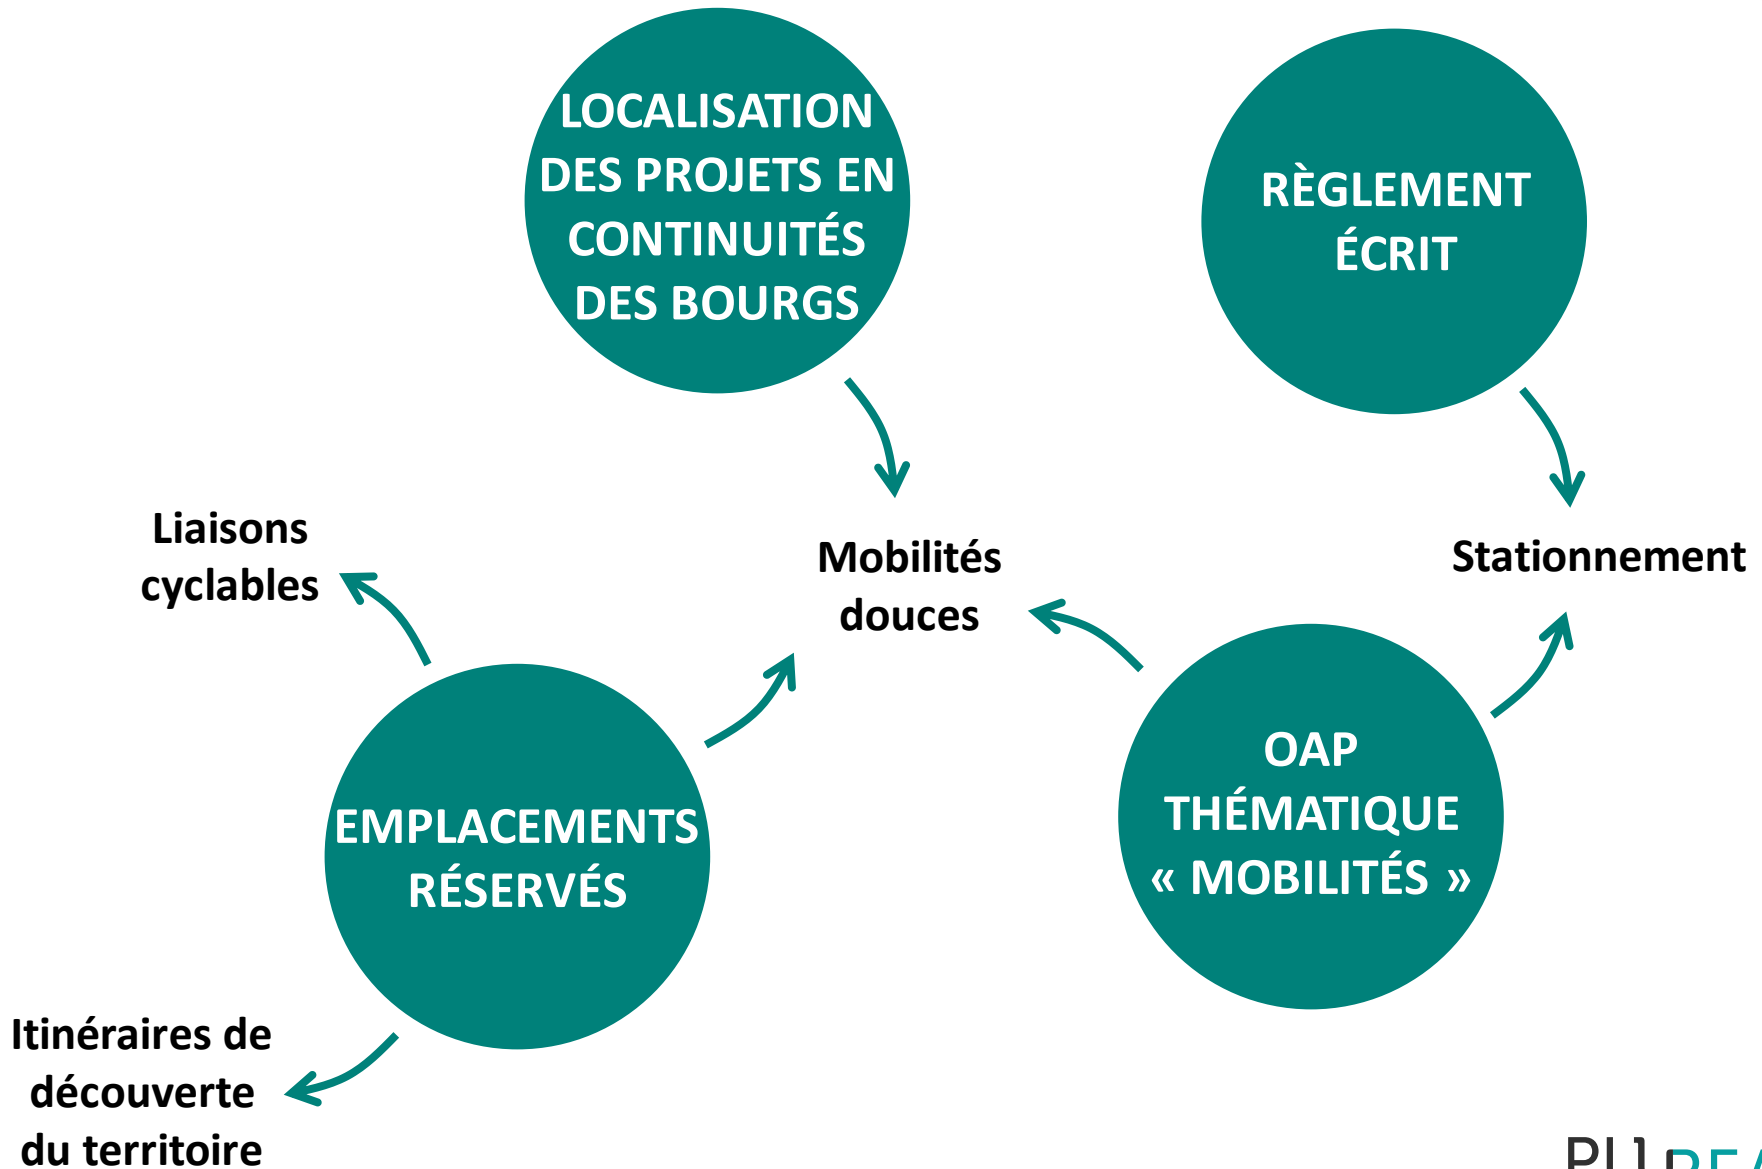 LOCALISATION
DES PROJETS EN
CONTINUITÉS
DES BOURGS
RÈGLEMENT
ÉCRIT
Liaisons
cyclables
Mobilités
douces
Stationnement
EMPLACEMENTS
RÉSERVÉS
OAP
THÉMATIQUE
« MOBILITÉS »
Itinéraires de
découverte
du territoire